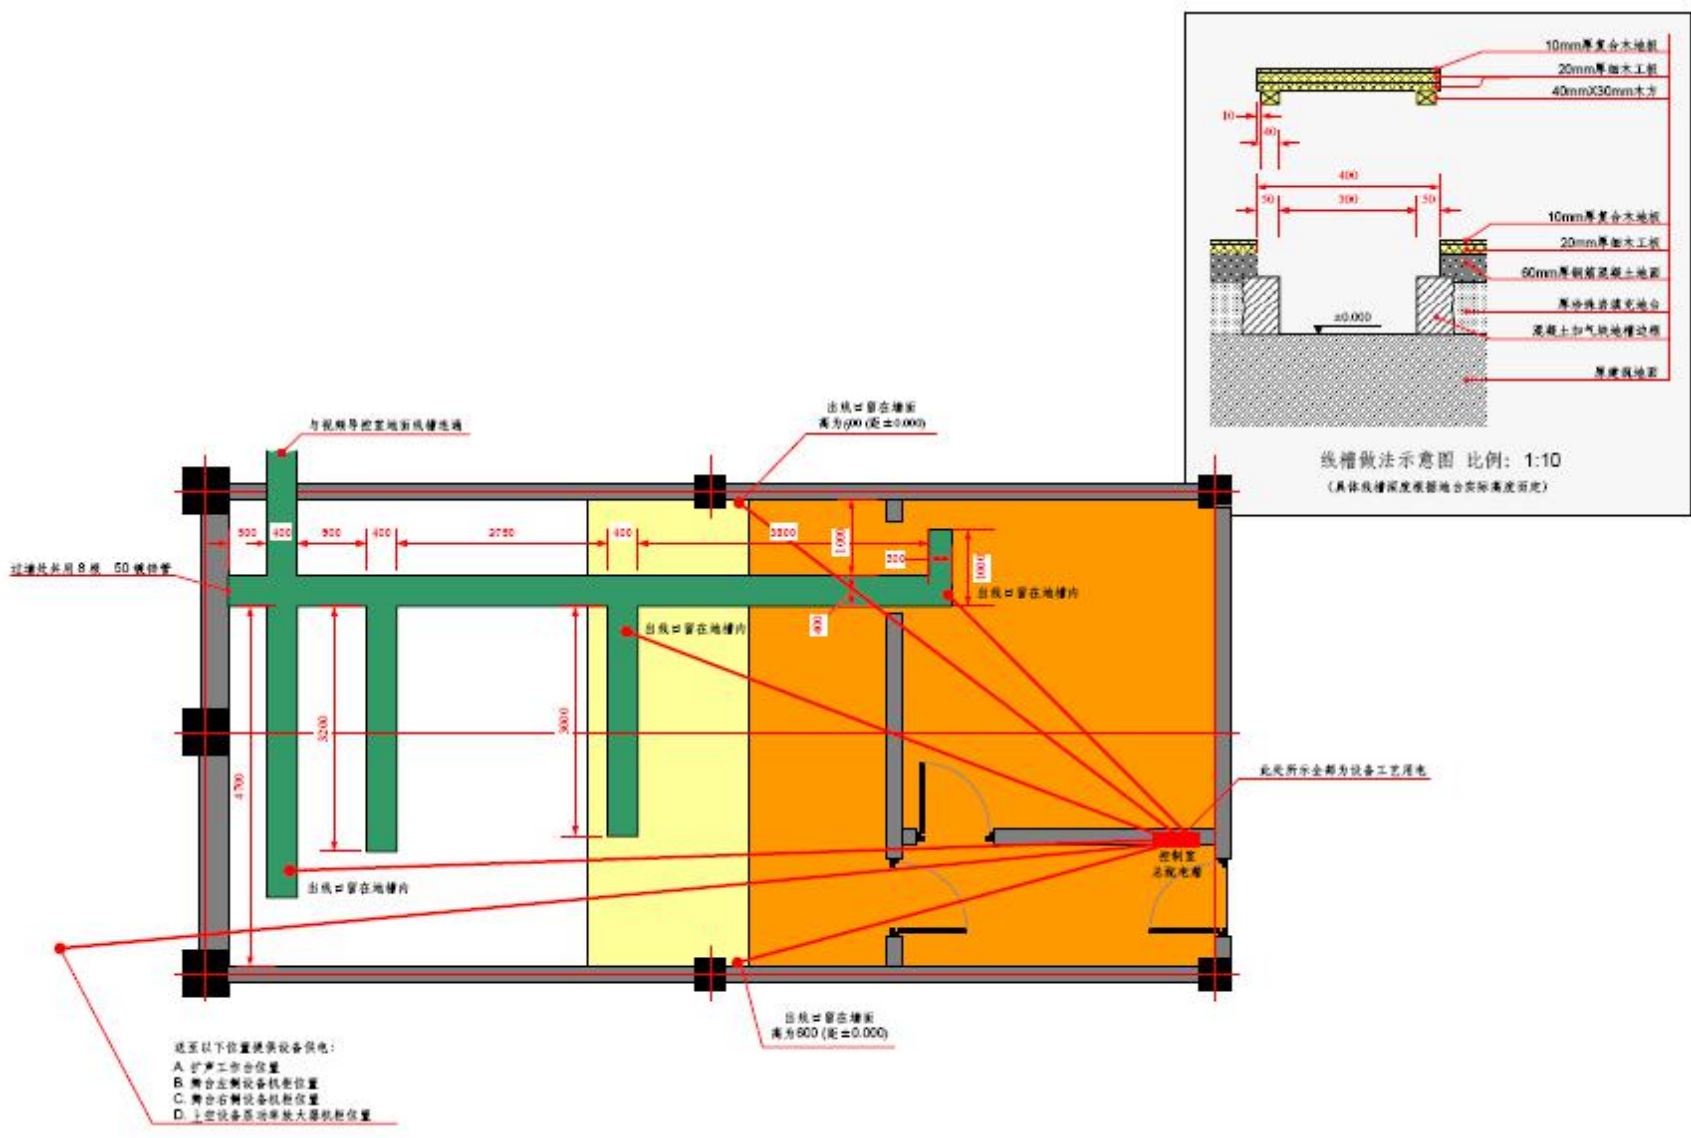 10mm厚复合木地板
20mm厚细木工板
40mmX30mm木方
10
40
400
50
300
50
10mm厚复合木地板
20mm厚细木工板
60mm厚钢筋混凝土地面
厚珍珠岩填充地台
±0.000
混凝土加气块地槽边框
厚建筑地面
线槽做法示意图 比例：1:10
（具体线槽深度根据地台实际高度而定）
出线口留在墙面
高为600 (距±0.000)
与视频导控室地面线槽连通
500
400
900
400
2750
400
3800
1000
300
1000
过墙处并用8根 50镀锌管
出线口留在地槽内
出线口留在地槽内
400
3200
3000
4700
此处所示全部为设备工艺用电
控制室
总配电箱
出线口留在地槽内
出线口留在墙面
高为600 (距±0.000)
送至以下位置提供设备供电：
A. 扩声工作台位置
B. 舞台左侧设备机柜位置
C. 舞台右侧设备机柜位置
D. 上空设备层功率放大器机柜位置